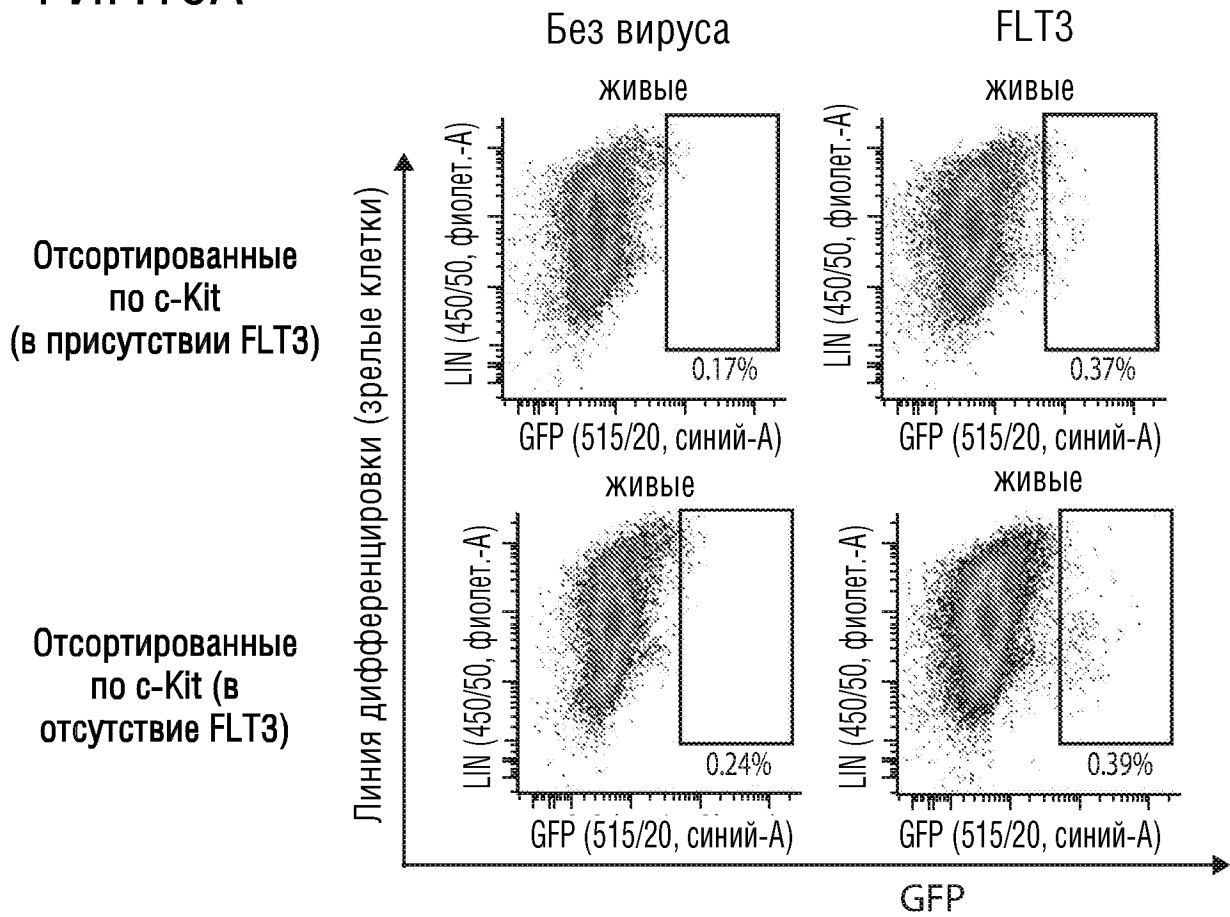 Без вируса
FLT3
живые
живые
LIN (450/50, фиолет.-А)
LIN (450/50, фиолет.-А)
0.17%
0.37%
GFP (515/20, синий-А)
GFP (515/20, синий-А)
Отсортированные
по c-Kit
(в присутствии FLT3)
Линия дифференцировки (зрелые клетки)
живые
живые
LIN (450/50, фиолет.-А)
LIN (450/50, фиолет.-А)
0.24%
0.39%
GFP (515/20, синий-А)
GFP (515/20, синий-А)
Отсортированные
по c-Kit (в
отсутствие FLT3)
GFP